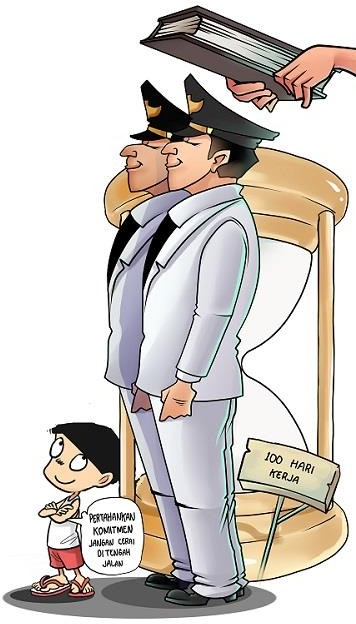 100 HARI
KERJA
PERTAHANKAN
KOMITMEN
JANGAN CERAI
DI TENGAH
JALAN